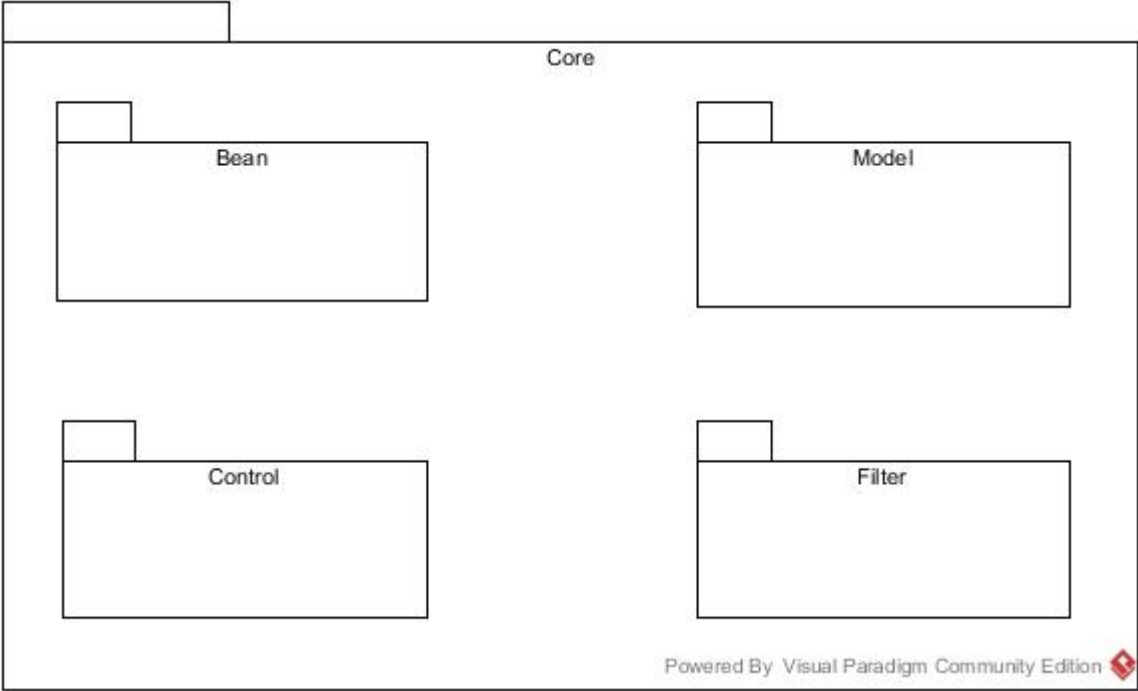 Core
Bean
Model
Control
Filter
Powered By Visual Paradigm Community Edition